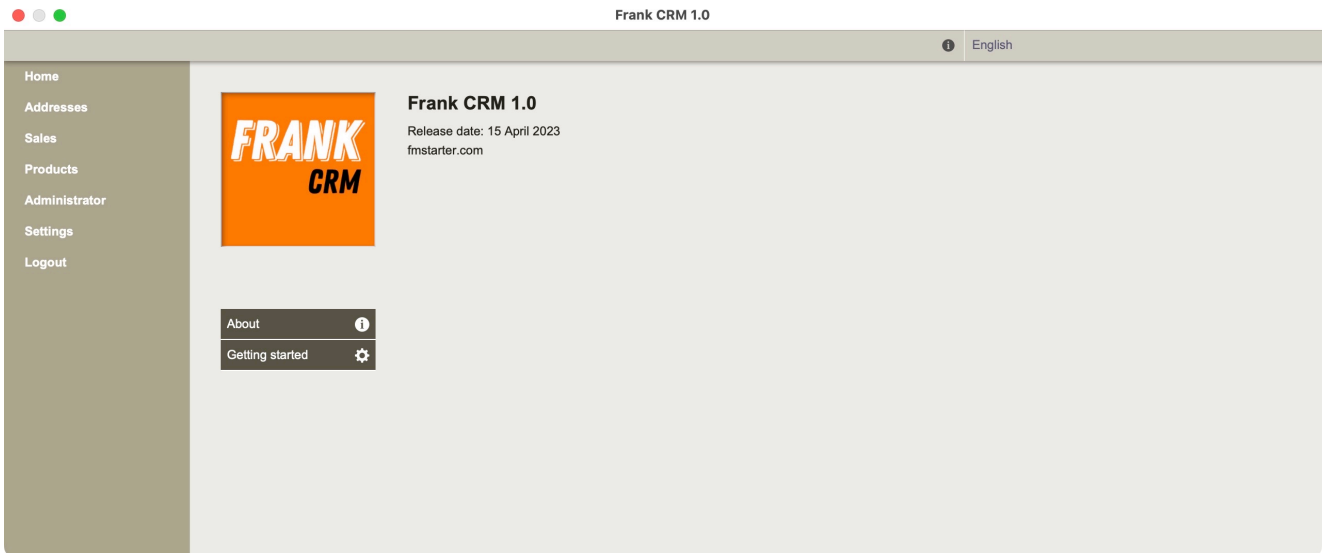 Frank CRM 1.0
English
Home
Addresses
Sales
Products
Administrator
Settings
Logout
FRANK
CRM
Frank CRM 1.0
Release date: 15 April 2023
fmstarter.com
About
Getting started